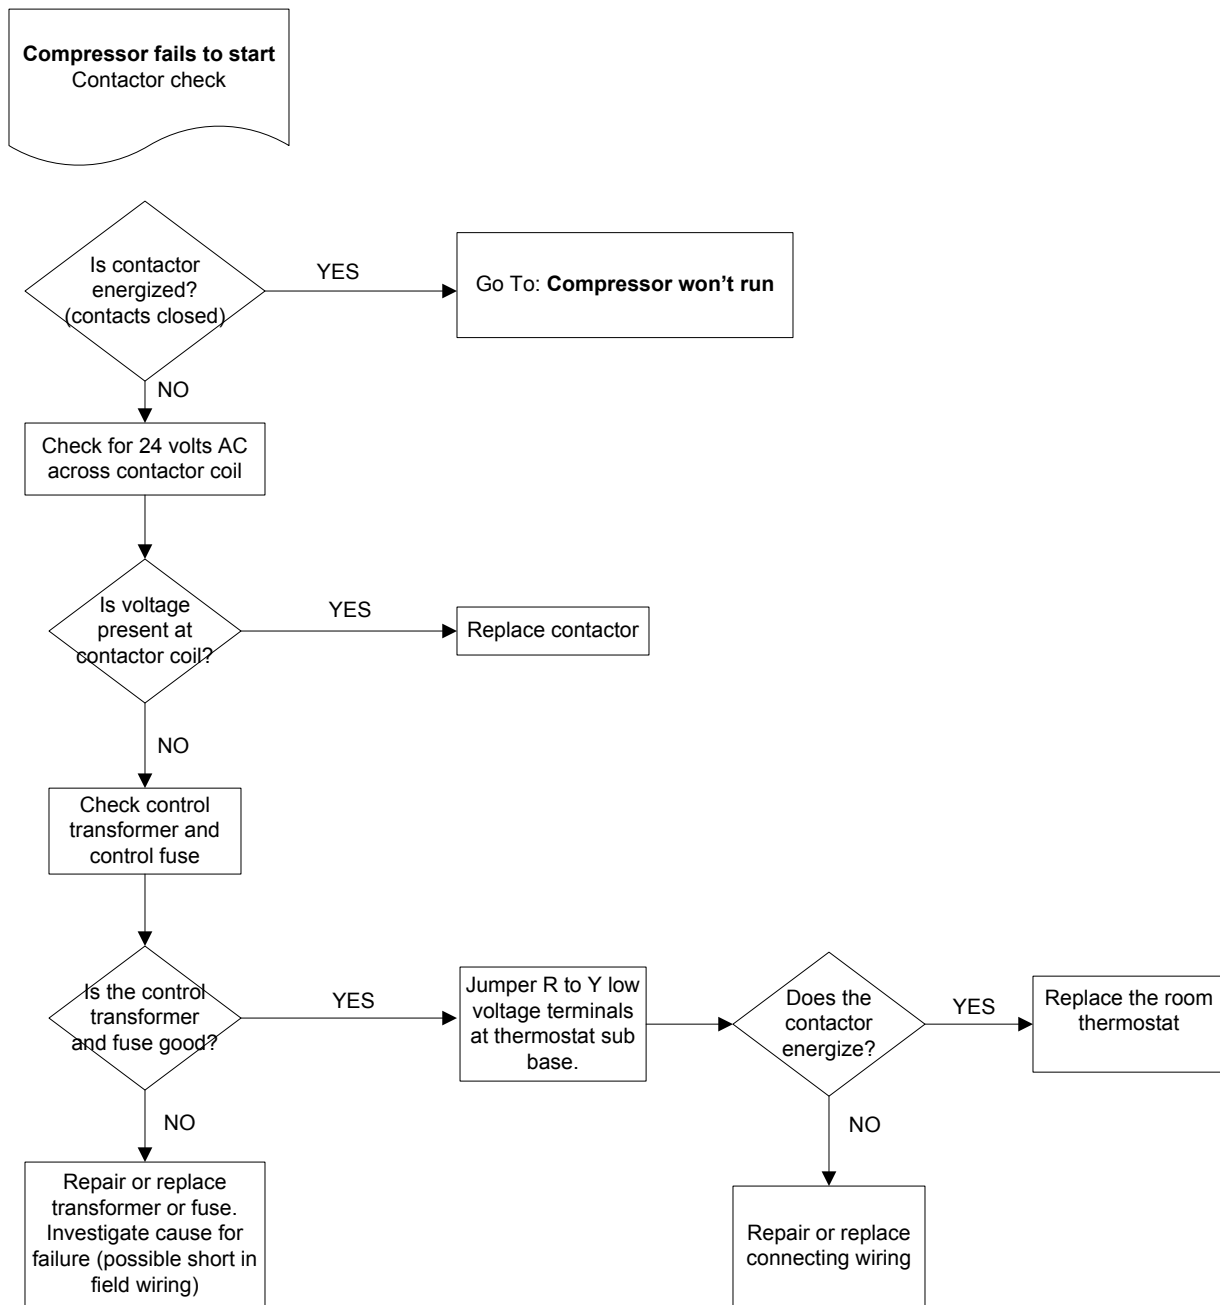 Compressor fails to start
Contactor check
Is contactor
energized?
(contacts closed)
YES
Go To: Compressor won't run
NO
Check for 24 volts AC
across contactor coil
Is voltage
present at
contactor coil?
YES
Replace contactor
NO
Check control
transformer and
control fuse
Is the control
transformer
and fuse good?
YES
Jumper R to Y low
voltage terminals
at thermostat sub
base.
Does the
contactor
energize?
YES
Replace the room
thermostat
NO
Repair or replace
transformer or fuse.
Investigate cause for
failure (possible short in
field wiring)
NO
Repair or replace
connecting wiring